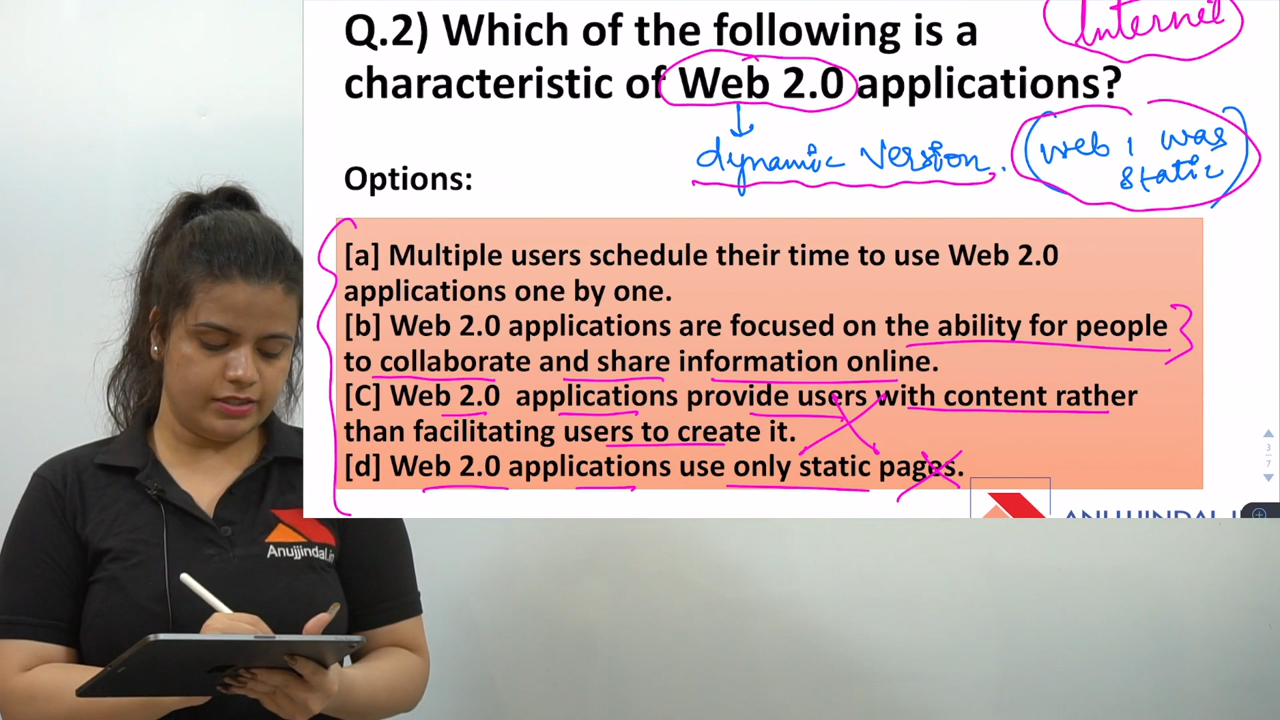 Internet
Q.2) Which of the following is a
characteristic of Web 2.0 applications?
dynamic version.
(web 1 was
static)
Options:
[a] Multiple users schedule their time to use Web 2.0
applications one by one.
[b] Web 2.0 applications are focused on the ability for people
to collaborate and share information online.
[C] Web 2.0 applications provide users with content rather
than facilitating users to create it.
[d] Web 2.0 applications use only static pages.
3
7
ANUJJINDAL.I
Anujjindal.in